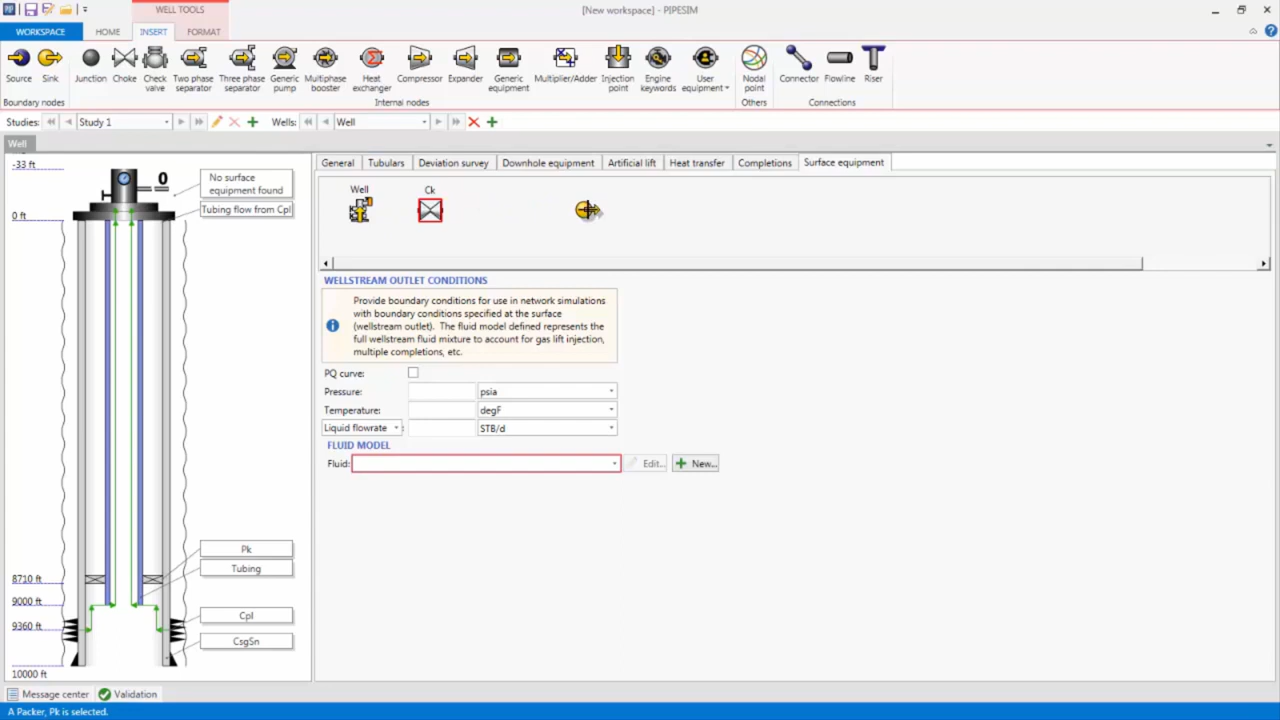 WELL TOOLS
[New workspace] - PIPESIM
WORKSPACE HOME INSERT FORMAT
Source Sink Junction Choke Check valve Two phase separator Three phase separator Generic pump Multiphase booster Heat exchanger Compressor Expander Generic equipment Multiplier/Adder Injection point Engine keywords User equipment Nodal point Connector Flowline Riser
Boundary nodes Internal nodes Others Connections
Studies: Study 1 Wells: Well
Well
-33 ft
0
No surface
equipment found
Tubing flow from Cpl
0 ft
Pk
8710 ft
Tubing
9000 ft
Cpl
9360 ft
CsgSn
10000 ft
General Tubulars Deviation survey Downhole equipment Artificial lift Heat transfer Completions Surface equipment
Well Ck
WELLSTREAM OUTLET CONDITIONS
Provide boundary conditions for use in network simulations
with boundary conditions specified at the surface
(wellstream outlet). The fluid model defined represents the
full wellstream fluid mixture to account for gas lift injection,
multiple completions, etc.
PQ curve:
Pressure: psia
Temperature: degF
Liquid flowrate : STB/d
FLUID MODEL
Fluid: Edit... New...
Message center Validation
A Packer, Pk is selected.